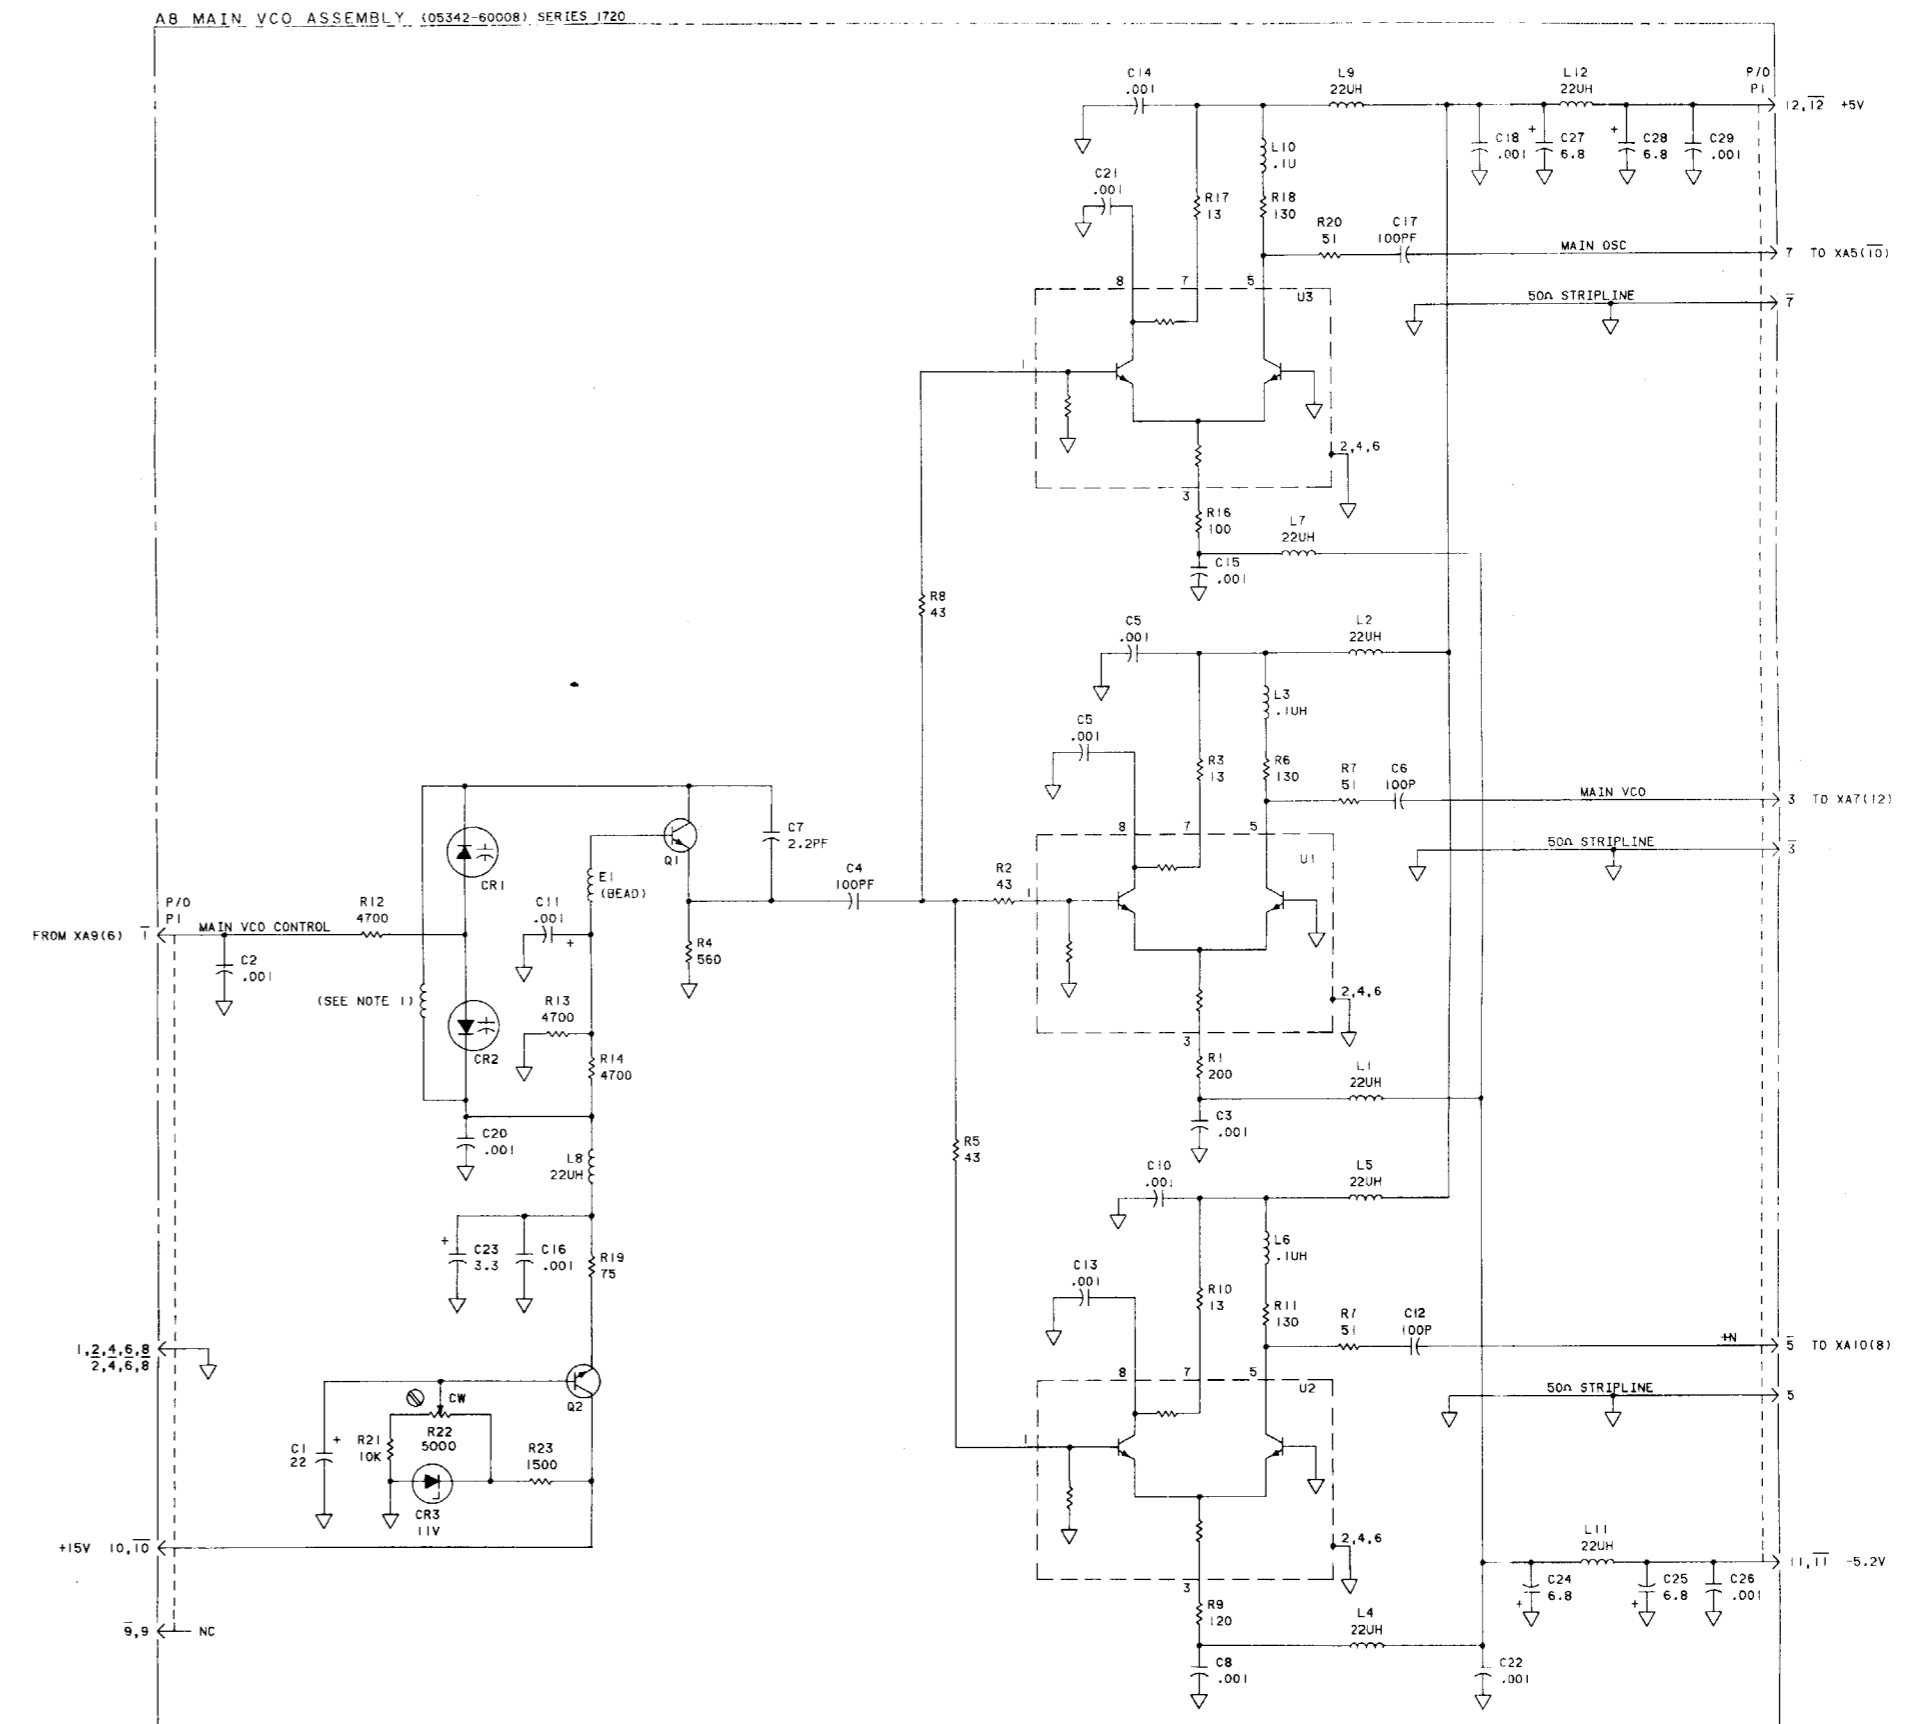 A8 MAIN VCO ASSEMBLY (05342-60008) SERIES 1720
C14
.001
L9
22UH
L12
22UH
P/O
P1
12,12 +5V
C18
.001
+
C27
6.8
+
C28
6.8
C29
.001
L10
.1U
C21
.001
R17
13
R18
130
R20
51
C17
100PF
MAIN OSC
7 TO XA5(10)
8
7
5
U3
50Ω STRIPLINE
7
1
2,4,6
3
R16
100
L7
22UH
C15
.001
R8
43
C5
.001
L2
22UH
L3
.1UH
C5
.001
R3
13
R6
130
R7
51
C6
100P
MAIN VCO
3 TO XA7(12)
8
7
5
U1
50Ω STRIPLINE
3
Q1
C7
2.2PF
CR1
E1
(BEAD)
C4
100PF
R2
43
1
P/O
P1
R12
4700
C11
.001
+
FROM XA9(6) 1
MAIN VCO CONTROL
C2
.001
R4
560
(SEE NOTE 1)
R13
4700
2,4,6
3
CR2
R14
4700
R1
200
L1
22UH
C3
.001
C20
.001
L8
22UH
R5
43
C10
.001
L5
22UH
+
C23
3.3
C16
.001
R19
75
L6
.1UH
C13
.001
R10
13
R11
130
R7
51
C12
100P
+N
5 TO XA10(8)
1,2,4,6,8
2,4,6,8
8
7
5
U2
50Ω STRIPLINE
5
CW
Q2
C1
22
+
R21
10K
R22
5000
R23
1500
1
CR3
11V
+15V 10,10
2,4,6
3
L11
22UH
11,11 -5.2V
+
C24
6.8
+
C25
6.8
C26
.001
R9
120
L4
22UH
9,9
NC
C8
.001
C22
.001